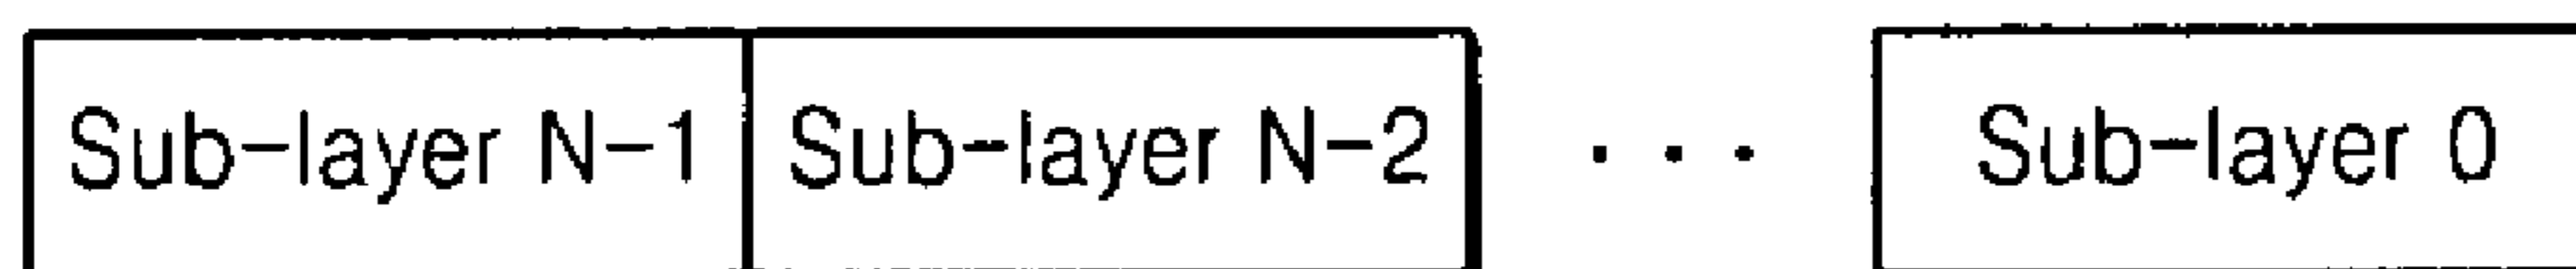 Sub-layer N-1 Sub-layer N-2 . . . Sub-layer 0